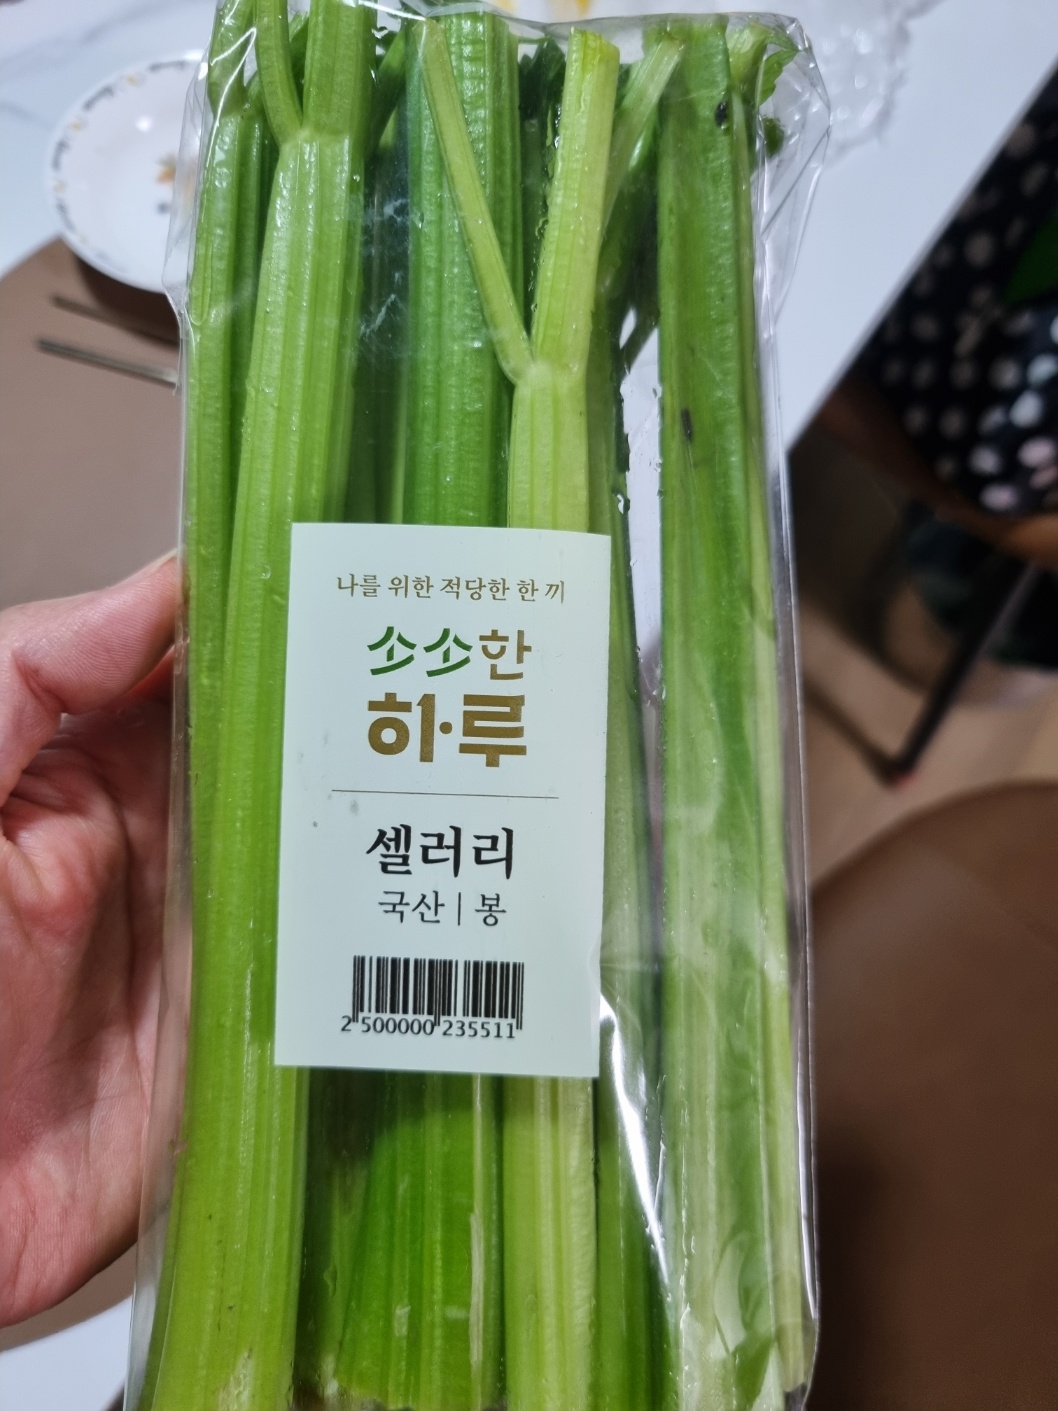 나를 위한 적당한 한 끼
소소한
하·루
셀러리
국산 | 봉
2 500000 235511